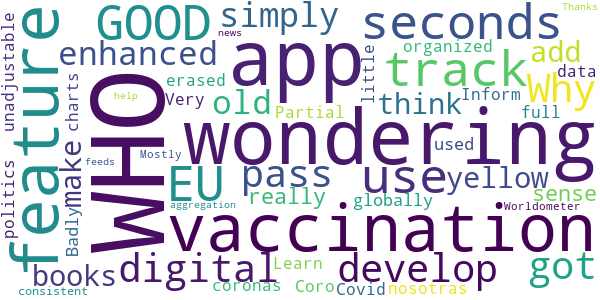 GOOD
simply
seconds
unadjustable
feature
enhanced
news
app
organized
little
track
add
Why
charts
erased
Very
old
Partial
think
Inform
data
full
help
WHO
wondering
used
politics
make
Badly
feeds
Mostly
EU
pass
use
yellow
sense
really
globally
aggregation
Worldometer
vaccination
books
digital
Learn
develop
got
consistent
coronas
Coro
Covid
nosotras
Thanks